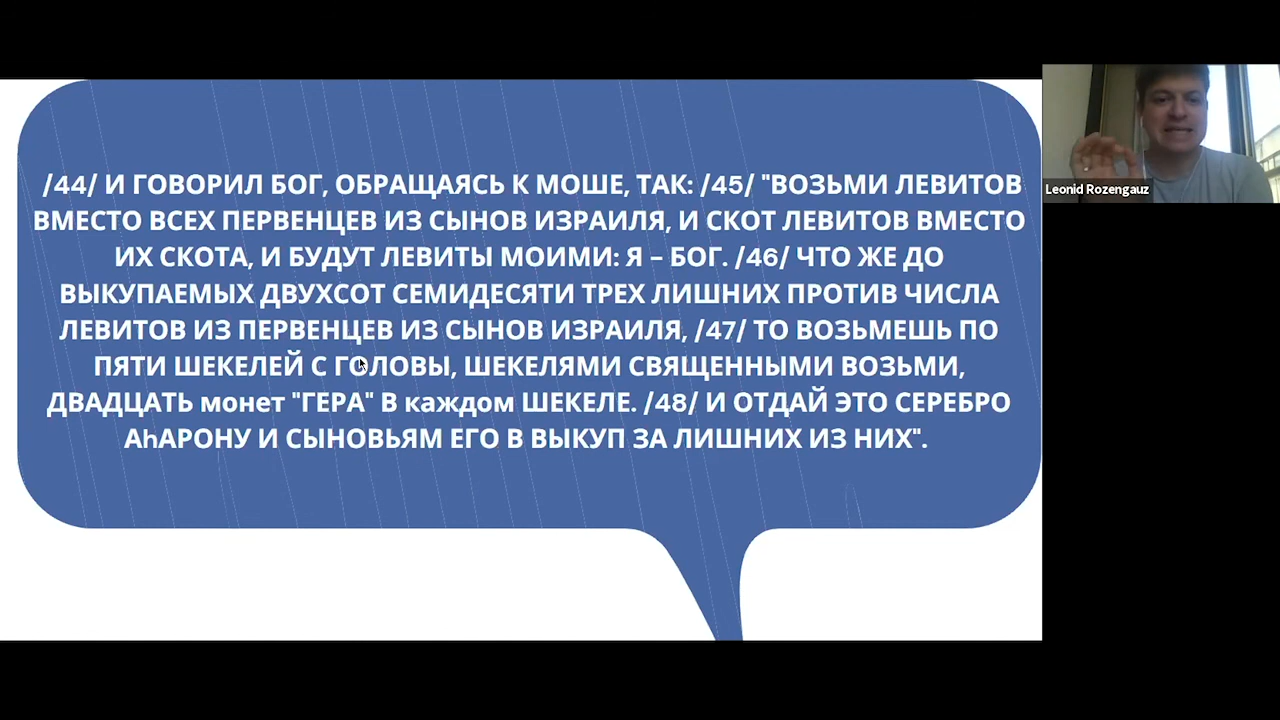 /44/ И ГОВОРИЛ БОГ, ОБРАЩАЯСЬ К МОШЕ, ТАК: /45/ "ВОЗЬМИ ЛЕВИТОВ
ВМЕСТО ВСЕХ ПЕРВЕНЦЕВ ИЗ СЫНОВ ИЗРАИЛЯ, И СКОТ ЛЕВИТОВ ВМЕСТО
ИХ СКОТА, И БУДУТ ЛЕВИТЫ МОИМИ: Я – БОГ. /46/ ЧТО ЖЕ ДО
ВЫКУПАЕМЫХ ДВУХСОТ СЕМИДЕСЯТИ ТРЕХ ЛИШНИХ ПРОТИВ ЧИСЛА
ЛЕВИТОВ ИЗ ПЕРВЕНЦЕВ ИЗ СЫНОВ ИЗРАИЛЯ, /47/ ТО ВОЗЬМЕШЬ ПО
ПЯТИ ШЕКЕЛЕЙ С ГОЛОВЫ, ШЕКЕЛЯМИ СВЯЩЕННЫМИ ВОЗЬМИ,
ДВАДЦАТЬ монет "ГЕРА" В каждом ШЕКЕЛЕ. /48/ И ОТДАЙ ЭТО СЕРЕБРО
АhАРОНУ И СЫНОВЬЯМ ЕГО В ВЫКУП ЗА ЛИШНИХ ИЗ НИХ".
Leonid Rozengauz